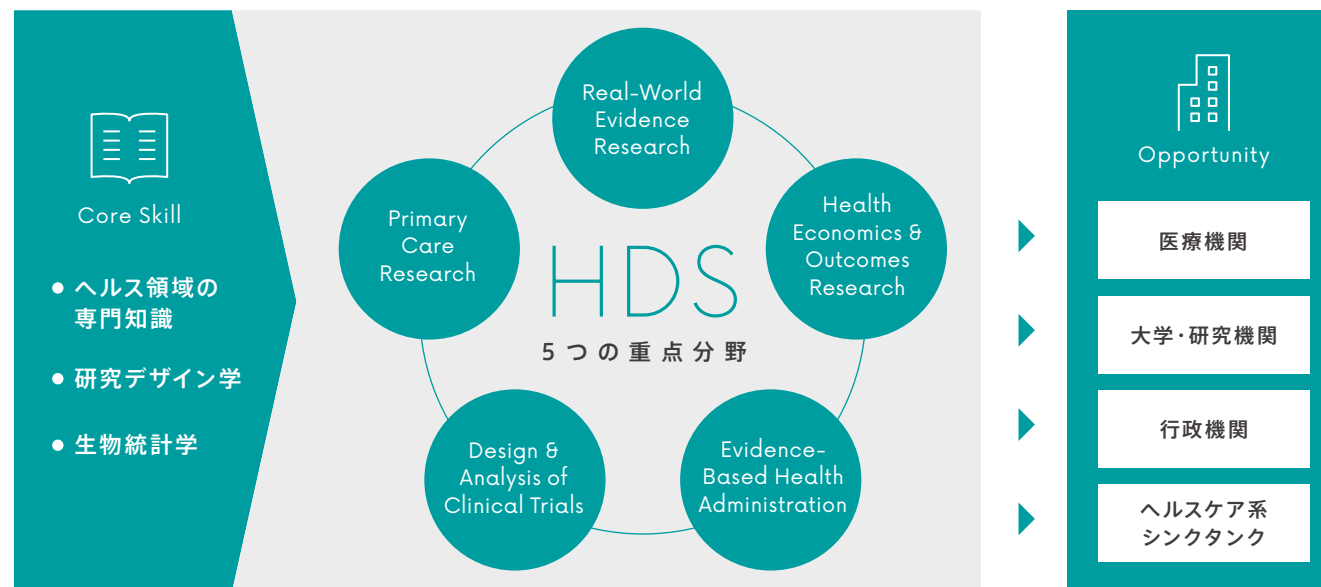 Core Skill
● ヘルス領域の
専門知識
● 研究デザイン学
● 生物統計学
Real-World
Evidence
Research
Primary
Care
Research
Health
Economics &
Outcomes
Research
HDS
5つの重点分野
Design &
Analysis of
Clinical Trials
Evidence-
Based Health
Administration
Opportunity
医療機関
大学・研究機関
行政機関
ヘルスケア系
シンクタンク